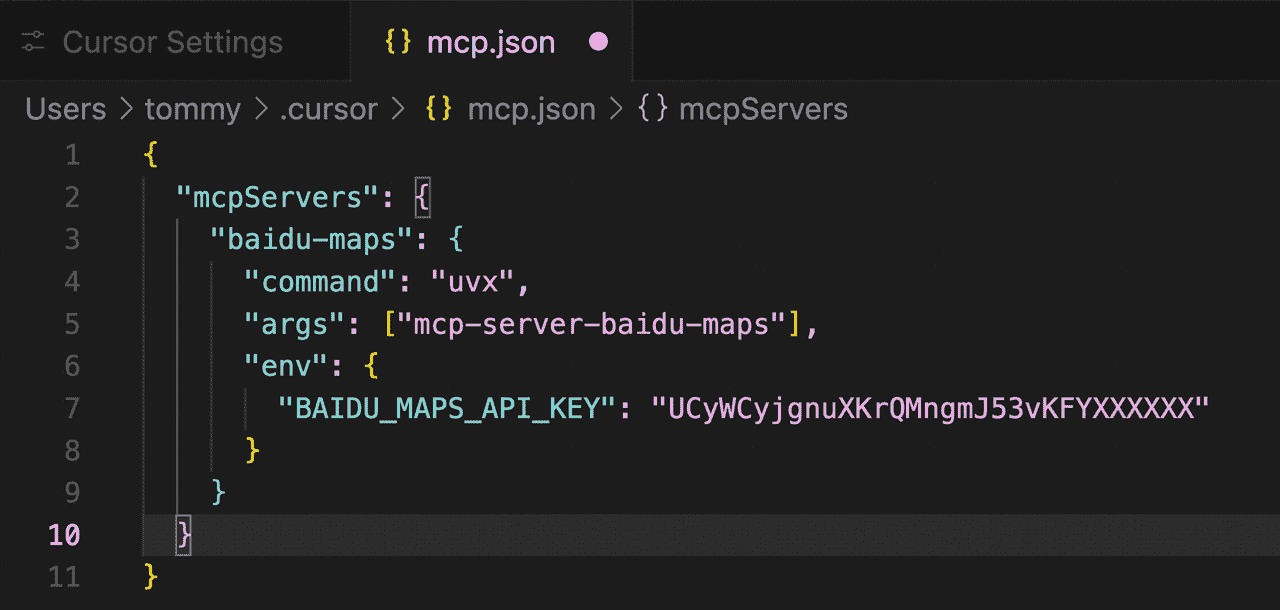 Cursor Settings {} mcp.json
Users > tommy > .cursor > {} mcp.json > {} mcpServers
1 {
2 "mcpServers": {
3 "baidu-maps": {
4 "command": "uvx",
5 "args": ["mcp-server-baidu-maps"],
6 "env": {
7 "BAIDU_MAPS_API_KEY": "UCyWCyjgnuXKrQMngmJ53vKFYXXXXXX"
8 }
9 }
10 }
11 }